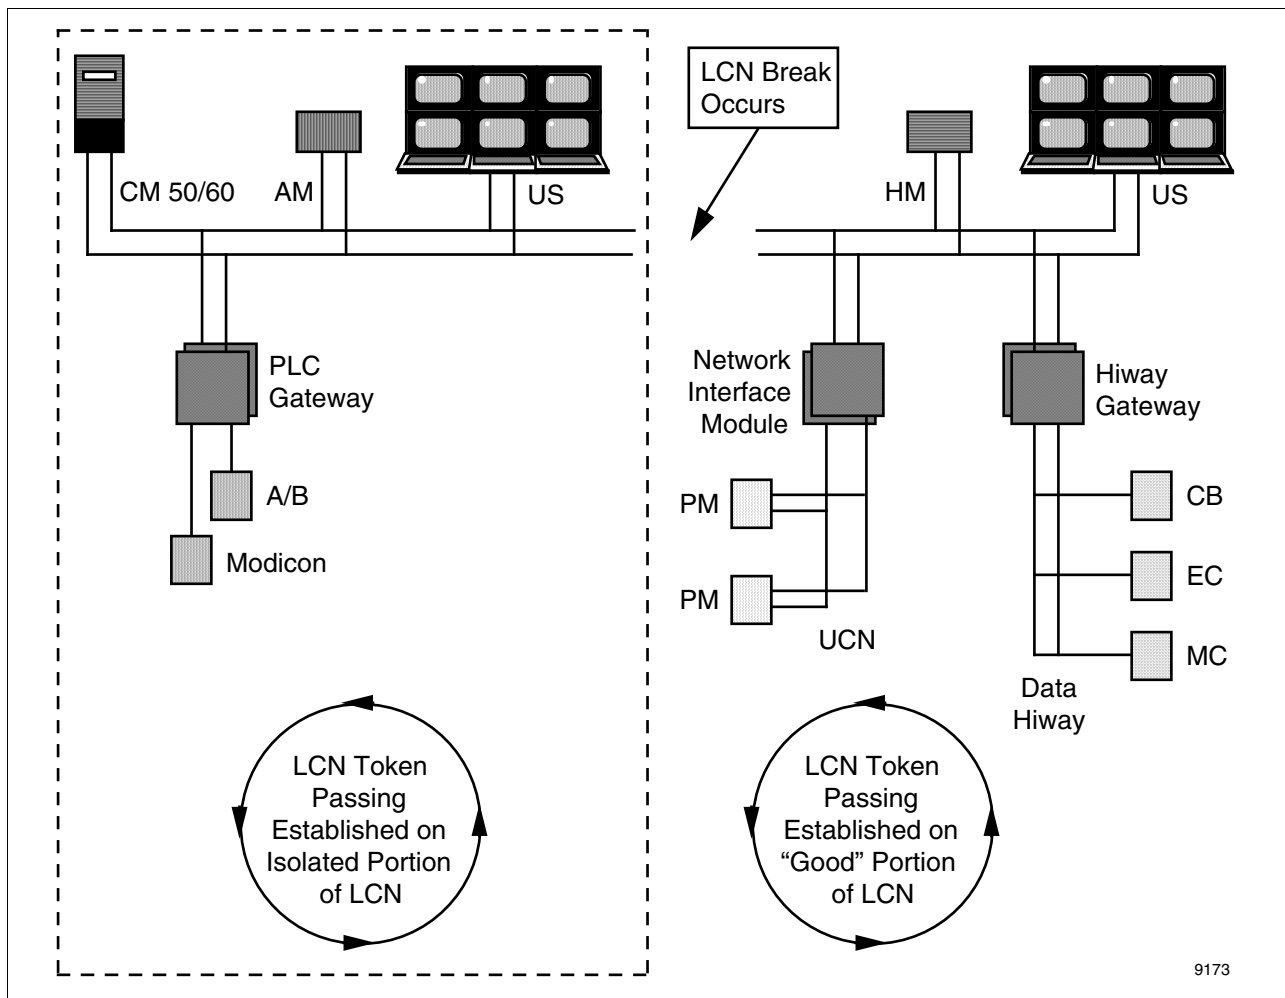 LCN Break
Occurs
CM 50/60
AM
US
HM
US
PLC
Gateway
Network
Interface
Module
Hiway
Gateway
A/B
Modicon
PM
PM
UCN
CB
EC
MC
Data
Hiway
LCN Token
Passing
Established on
Isolated Portion
of LCN
LCN Token
Passing
Established on
“Good” Portion
of LCN
9173